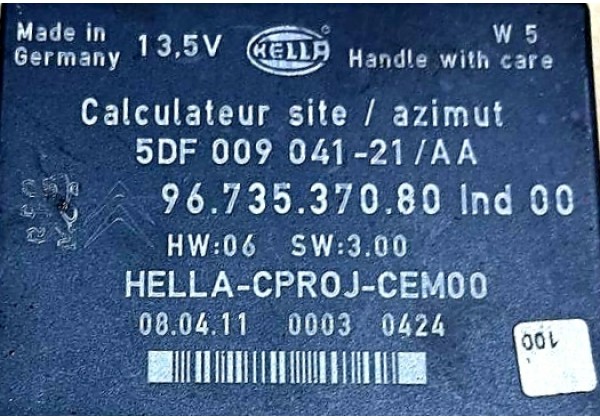 Made in
Germany
13,5V
HELLA
W 5
Handle with care
Calculateur site / azimut
5DF 009 041-21/AA
96.735.370.80 Ind 00
HW:06 SW:3.00
HELLA-CPROJ-CEM00
08.04.11 0003 0424
100